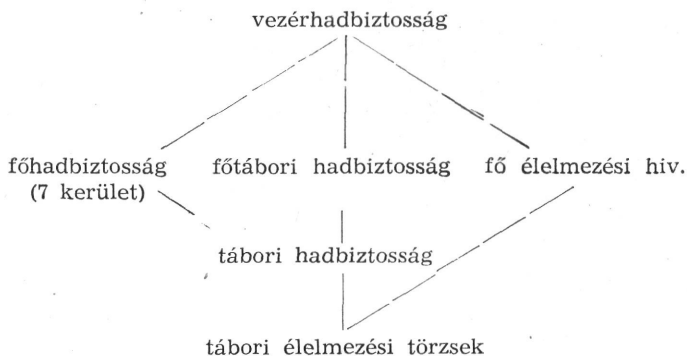 vezérhadbiztosság
főhadbiztosság főtábori hadbiztosság fő élelmezési hiv.
(7 kerület)
tábori hadbiztosság
tábori élelmezési törzsek